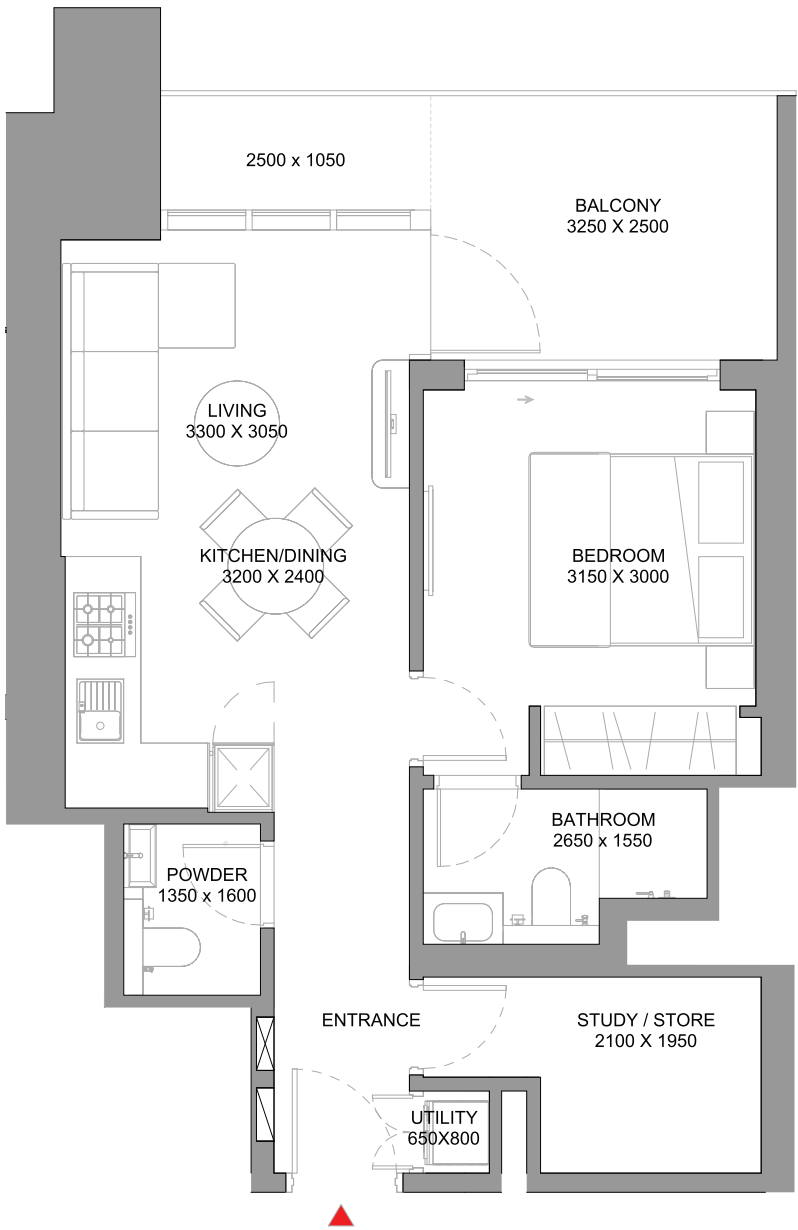 2500 x 1050
BALCONY
3250 X 2500
LIVING
3300 X 3050
KITCHEN/DINING
3200 X 2400
BEDROOM
3150 X 3000
BATHROOM
2650 x 1550
POWDER
1350 x 1600
ENTRANCE
STUDY / STORE
2100 X 1950
UTILITY
650X800